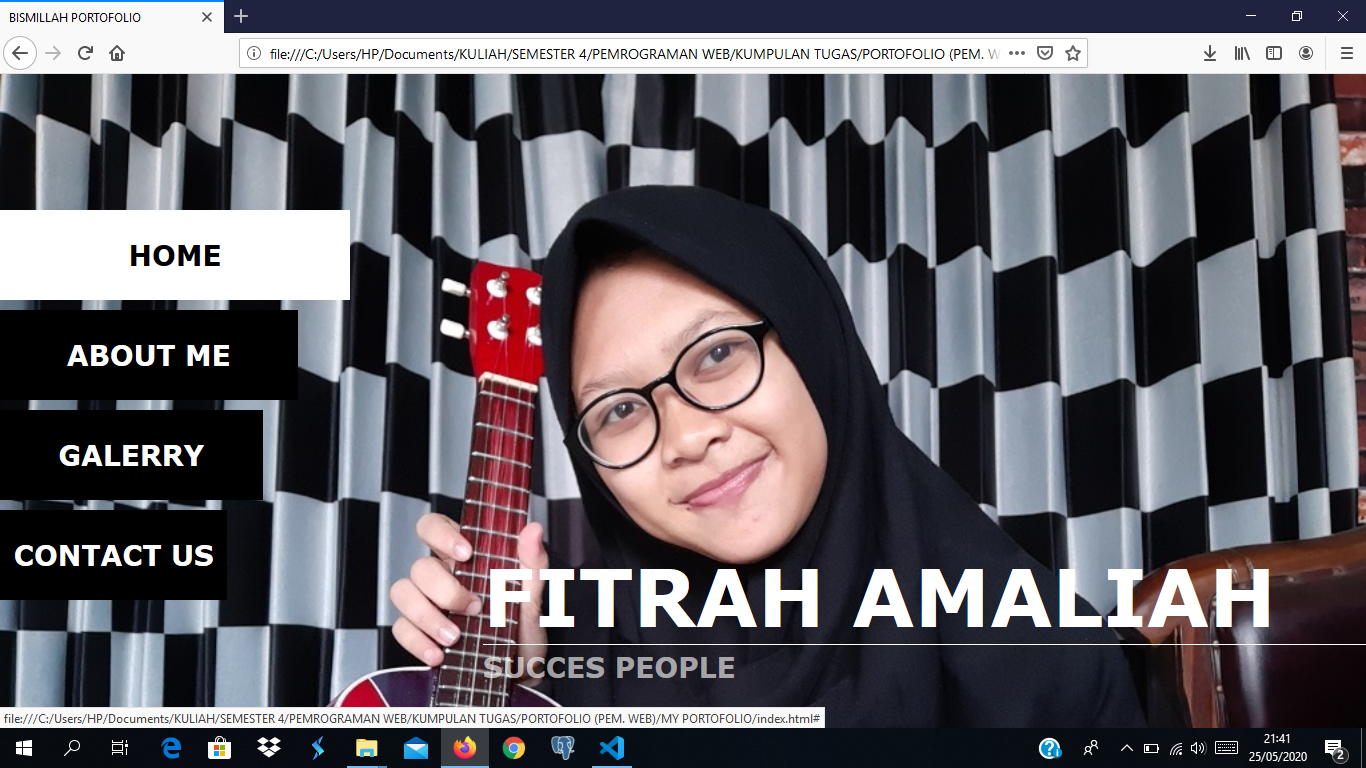 BISMILLAH PORTOFOLIO
file:///C:/Users/HP/Documents/KULIAH/SEMESTER 4/PEMROGRAMAN WEB/KUMPULAN TUGAS/PORTOFOLIO (PEM. W
HOME
ABOUT ME
GALERRY
CONTACT US
FITRAH AMALIAH
SUCCES PEOPLE
file:///C:/Users/HP/Documents/KULIAH/SEMESTER 4/PEMROGRAMAN WEB/KUMPULAN TUGAS/PORTOFOLIO (PEM. WEB)/MY PORTOFOLIO/index.html#
21:41
25/05/2020
2